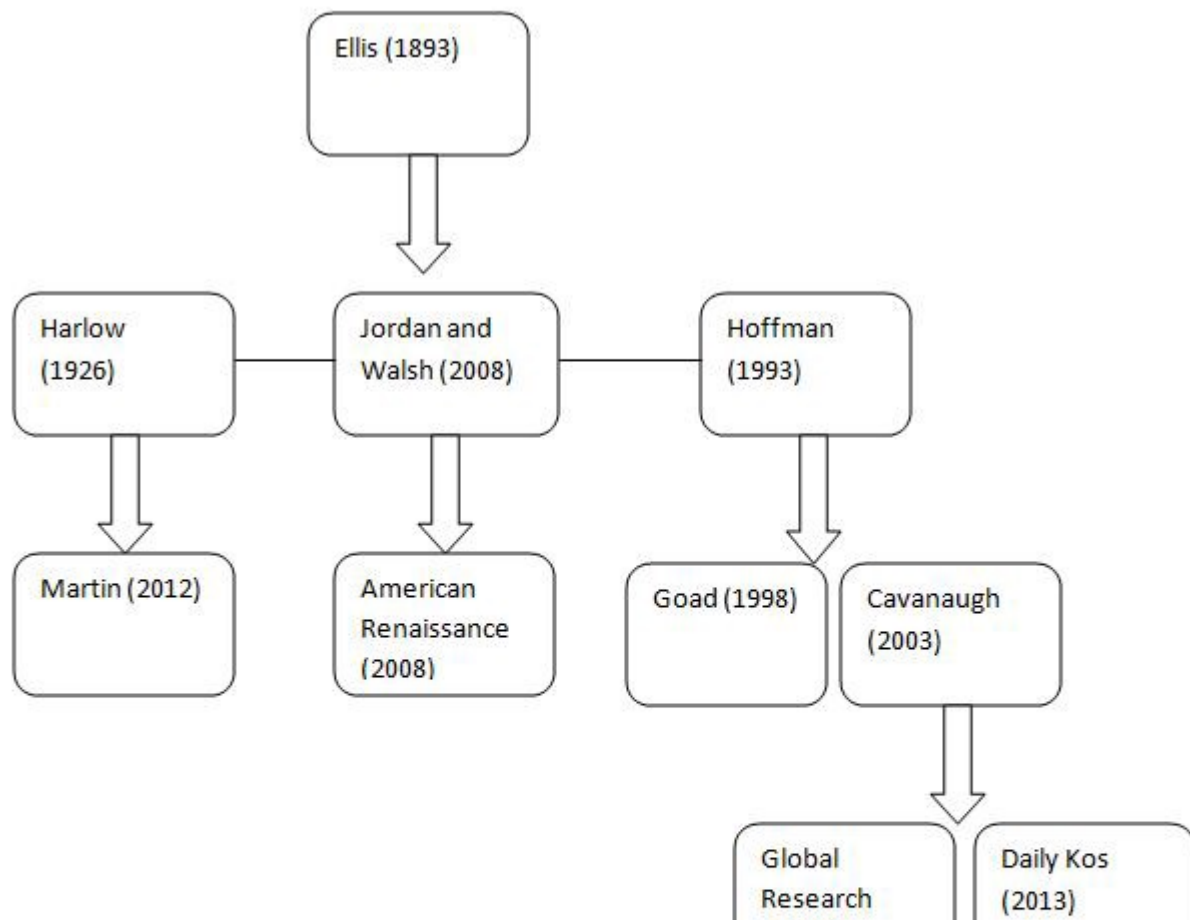 Ellis (1893)
Harlow
(1926)
Jordan and
Walsh (2008)
Hoffman
(1993)
Martin (2012)
American
Renaissance
(2008)
Goad (1998)
Cavanaugh
(2003)
Global
Research
Daily Kos
(2013)